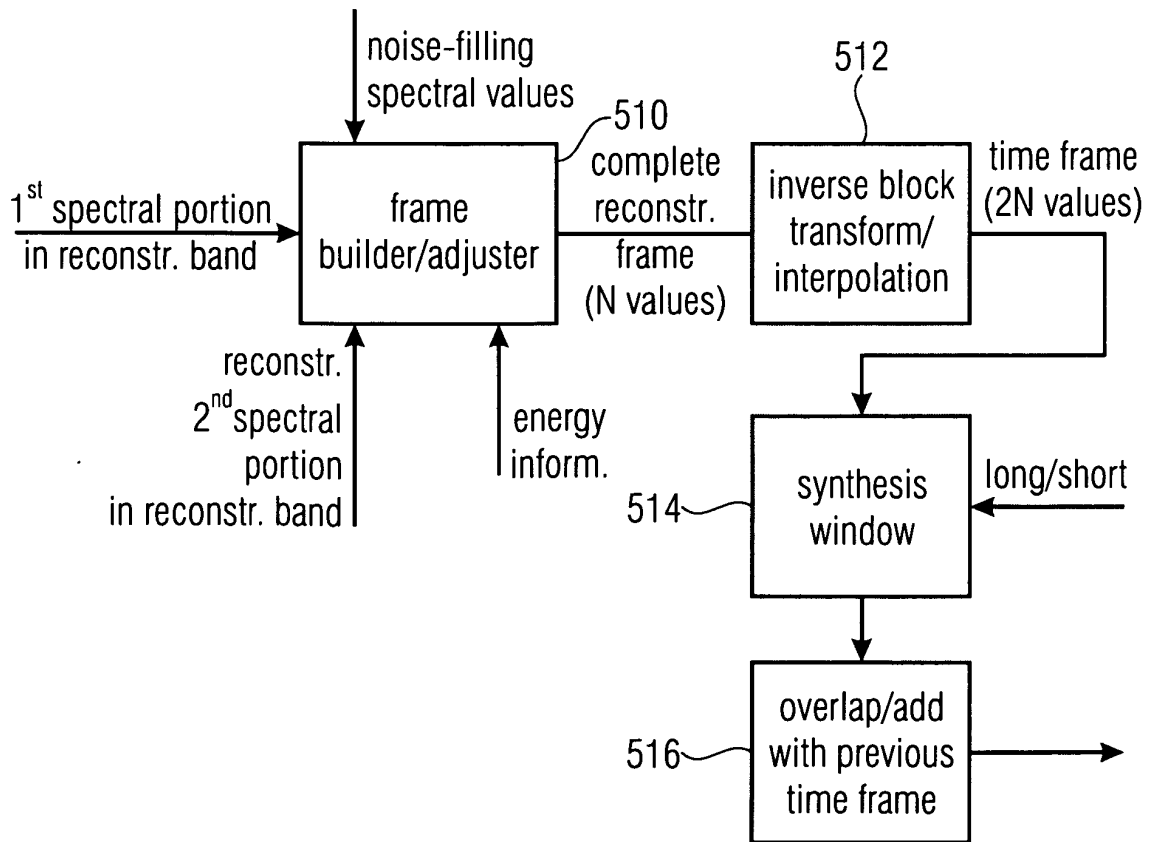 noise-filling
spectral values
510
512
1st spectral portion
in reconstr. band
frame
builder/adjuster
complete
reconstr.
frame
(N values)
inverse block
transform/
interpolation
time frame
(2N values)
reconstr.
2nd spectral
portion
in reconstr. band
energy
inform.
514
synthesis
window
long/short
516
overlap/add
with previous
time frame